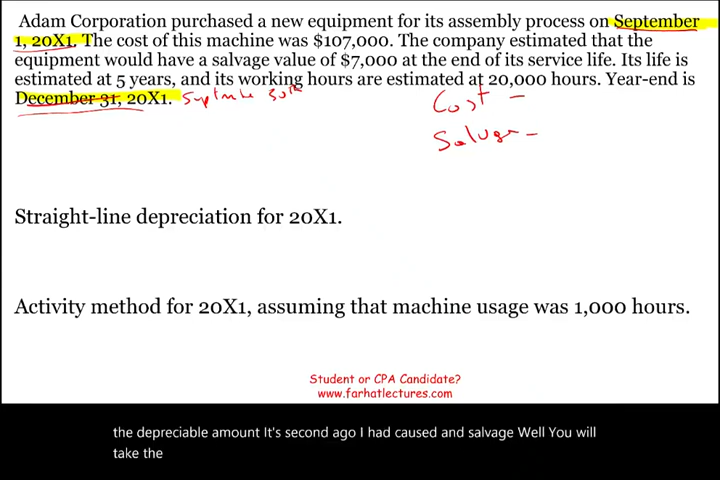 Adam Corporation purchased a new equipment for its assembly process on September
1, 20X1. The cost of this machine was $107,000. The company estimated that the
equipment would have a salvage value of $7,000 at the end of its service life. Its life is
estimated at 5 years, and its working hours are estimated at 20,000 hours. Year-end is
December 31, 20X1. September 30th
Cost -
Salvage -
Straight-line depreciation for 20X1.
Activity method for 20X1, assuming that machine usage was 1,000 hours.
Student or CPA Candidate?
www.farhatlectures.com
the depreciable amount It's second ago I had caused and salvage Well You will
take the